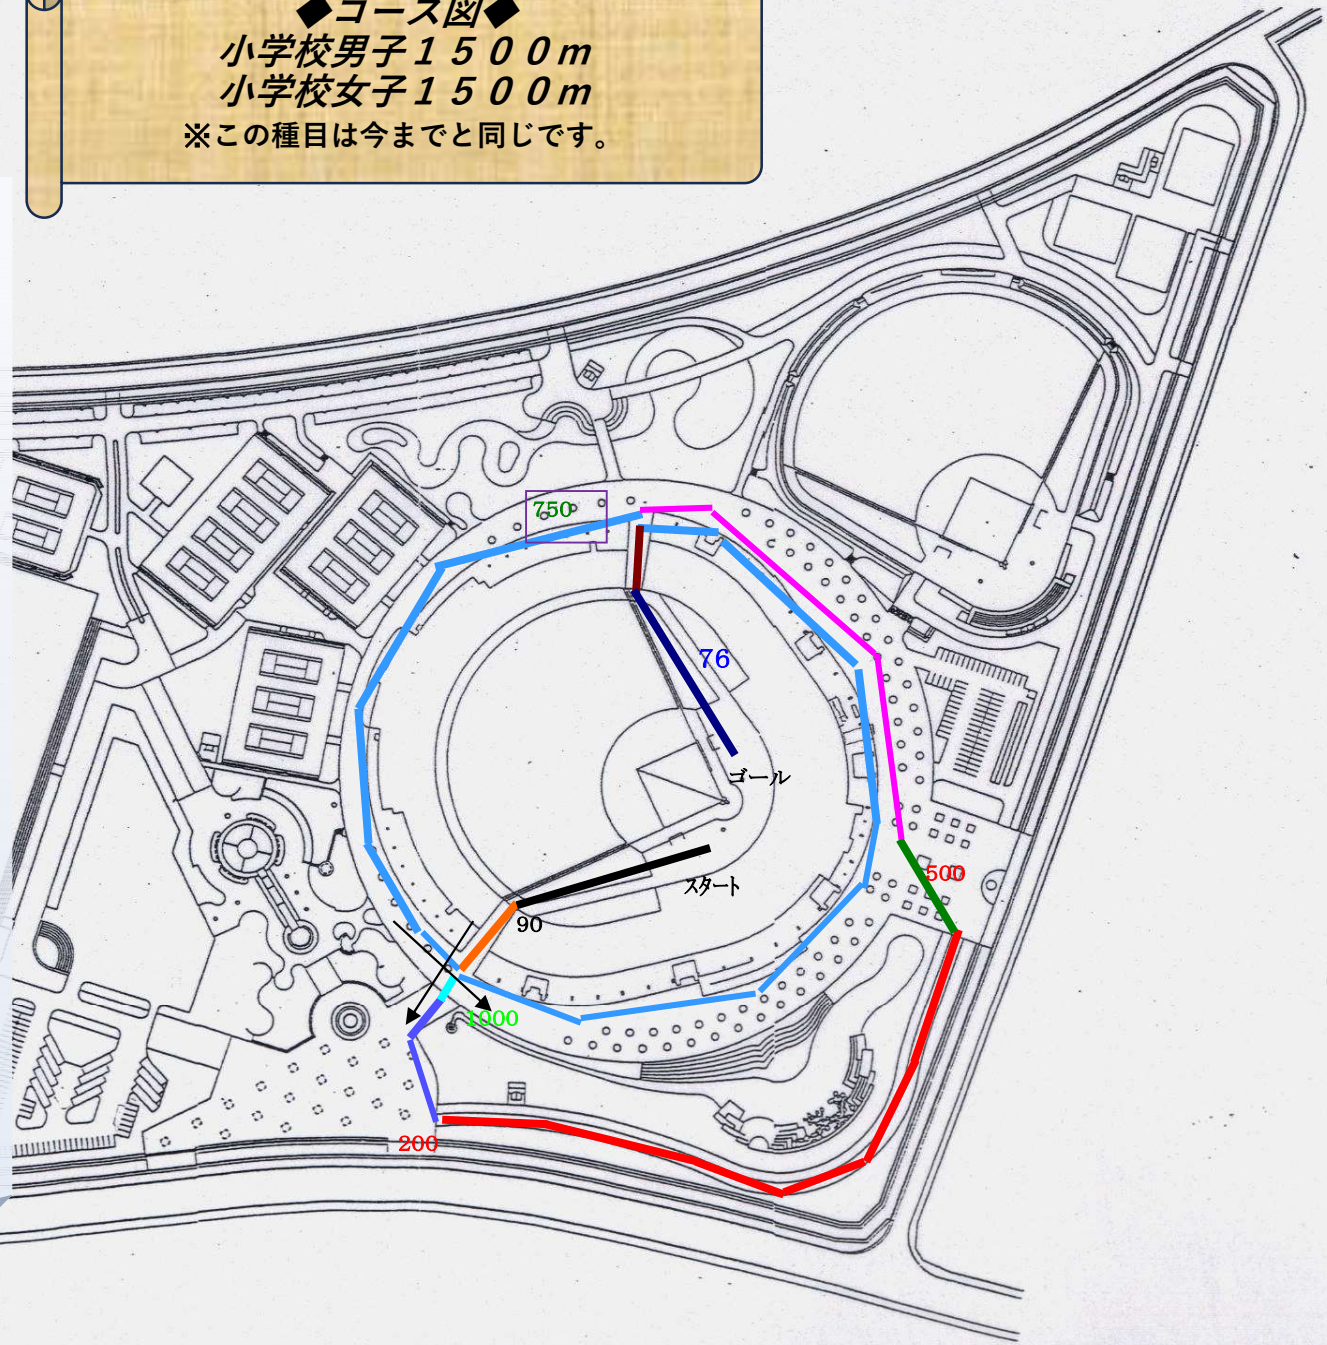 ◆コース図◆
小学校男子１５００ｍ
小学校女子１５００ｍ
※この種目は今までと同じです。
750
76
ゴール
500
スタート
90
1000
200